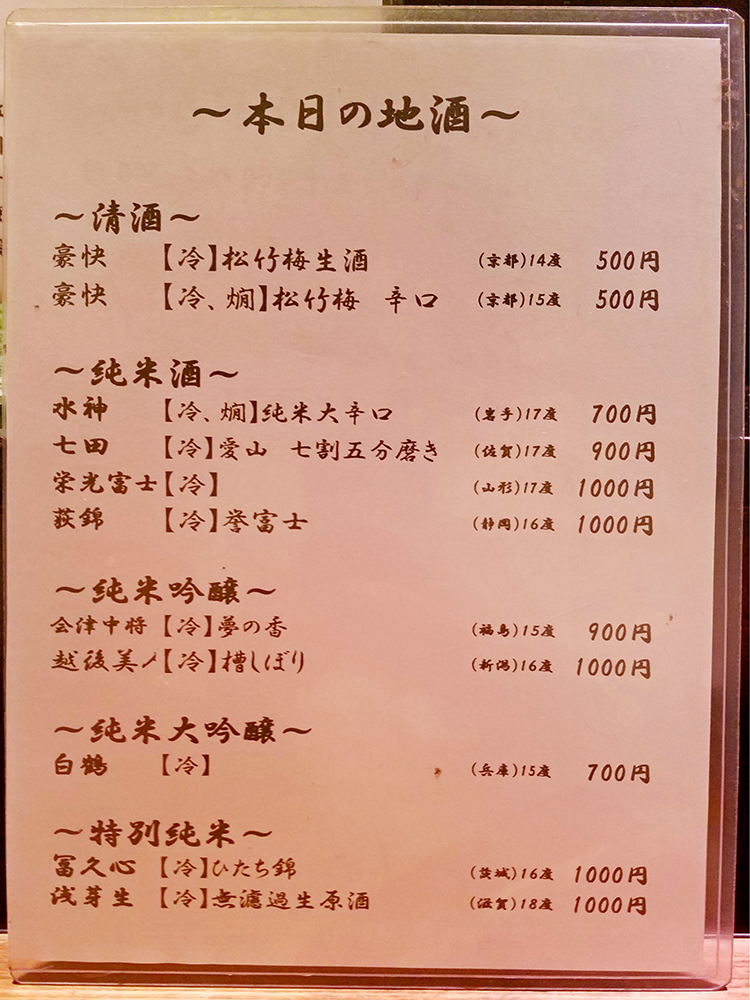 ～本日の地酒～
～清酒～
豪快 【冷】松竹梅生酒 (京都)14度 500円
豪快 【冷、燗】松竹梅 辛口 (京都)15度 500円
～純米酒～
水神 【冷、燗】純米大辛口 (岩手)17度 700円
七田 【冷】愛山 七割五分磨き (佐賀)17度 900円
栄光富士【冷】 (山形)17度 1000円
荻錦 【冷】誉富士 (静岡)16度 1000円
～純米吟醸～
会津中将 【冷】夢の香 (福島)15度 900円
越後美人【冷】槽しぼり (新潟)16度 1000円
～純米大吟醸～
白鶴 【冷】 (兵庫)15度 700円
～特別純米～
冨久心 【冷】ひたち錦 (茨城)16度 1000円
浅芽生 【冷】無濾過生原酒 (滋賀)18度 1000円